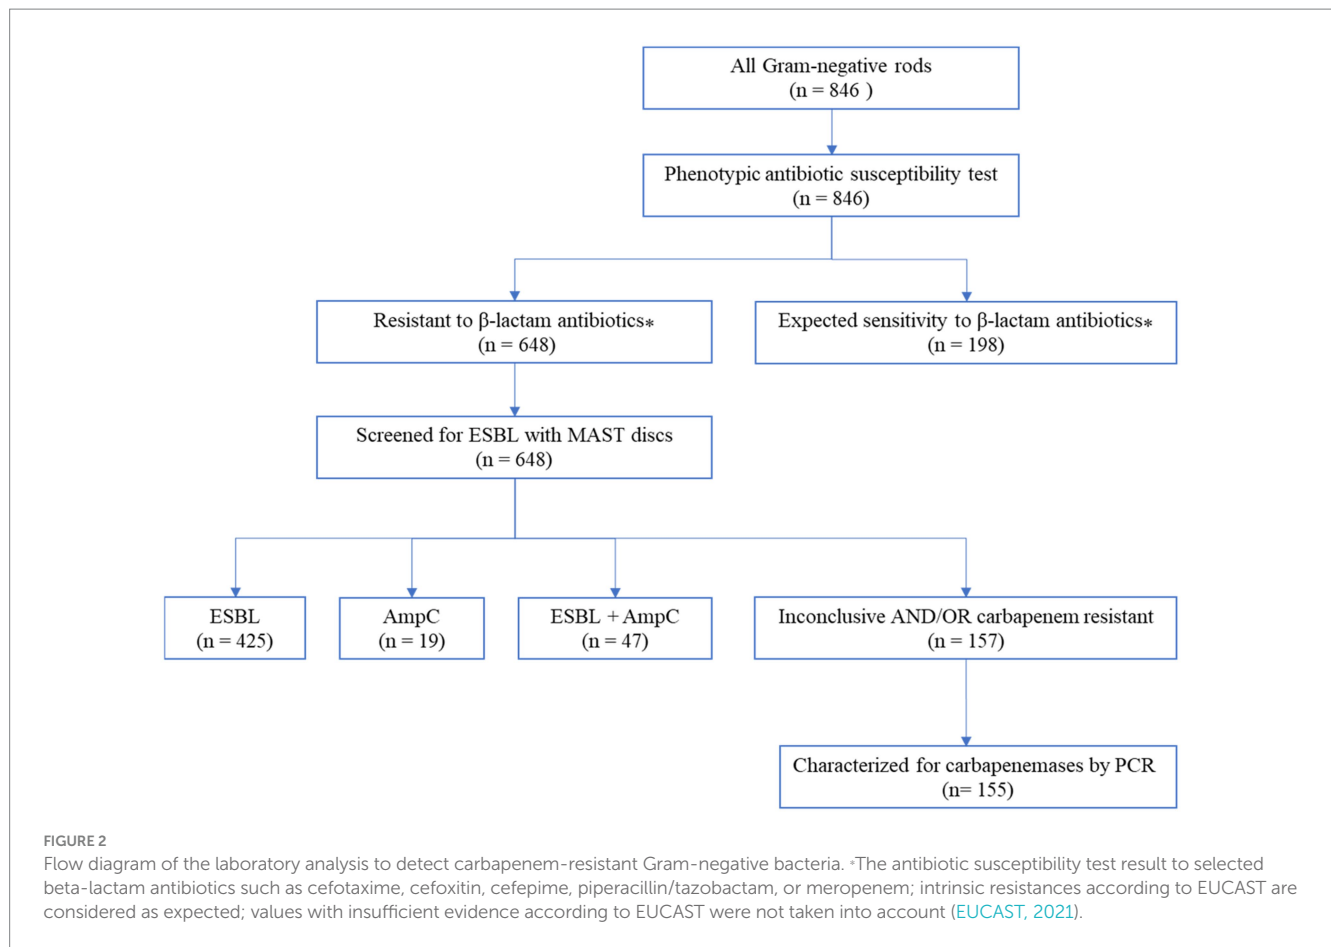 All Gram-negative rods
(n = 846 )
Phenotypic antibiotic susceptibility test
(n = 846)
Resistant to β-lactam antibiotics*
(n = 648)
Expected sensitivity to β-lactam antibiotics*
(n = 198)
Screened for ESBL with MAST discs
(n = 648)
ESBL
(n = 425)
AmpC
(n = 19)
ESBL + AmpC
(n = 47)
Inconclusive AND/OR carbapenem resistant
(n = 157)
Characterized for carbapenemases by PCR
(n= 155)
FIGURE 2
Flow diagram of the laboratory analysis to detect carbapenem-resistant Gram-negative bacteria. *The antibiotic susceptibility test result to selected
beta-lactam antibiotics such as cefotaxime, cefoxitin, cefepime, piperacillin/tazobactam, or meropenem; intrinsic resistances according to EUCAST are
considered as expected; values with insufficient evidence according to EUCAST were not taken into account (EUCAST, 2021).